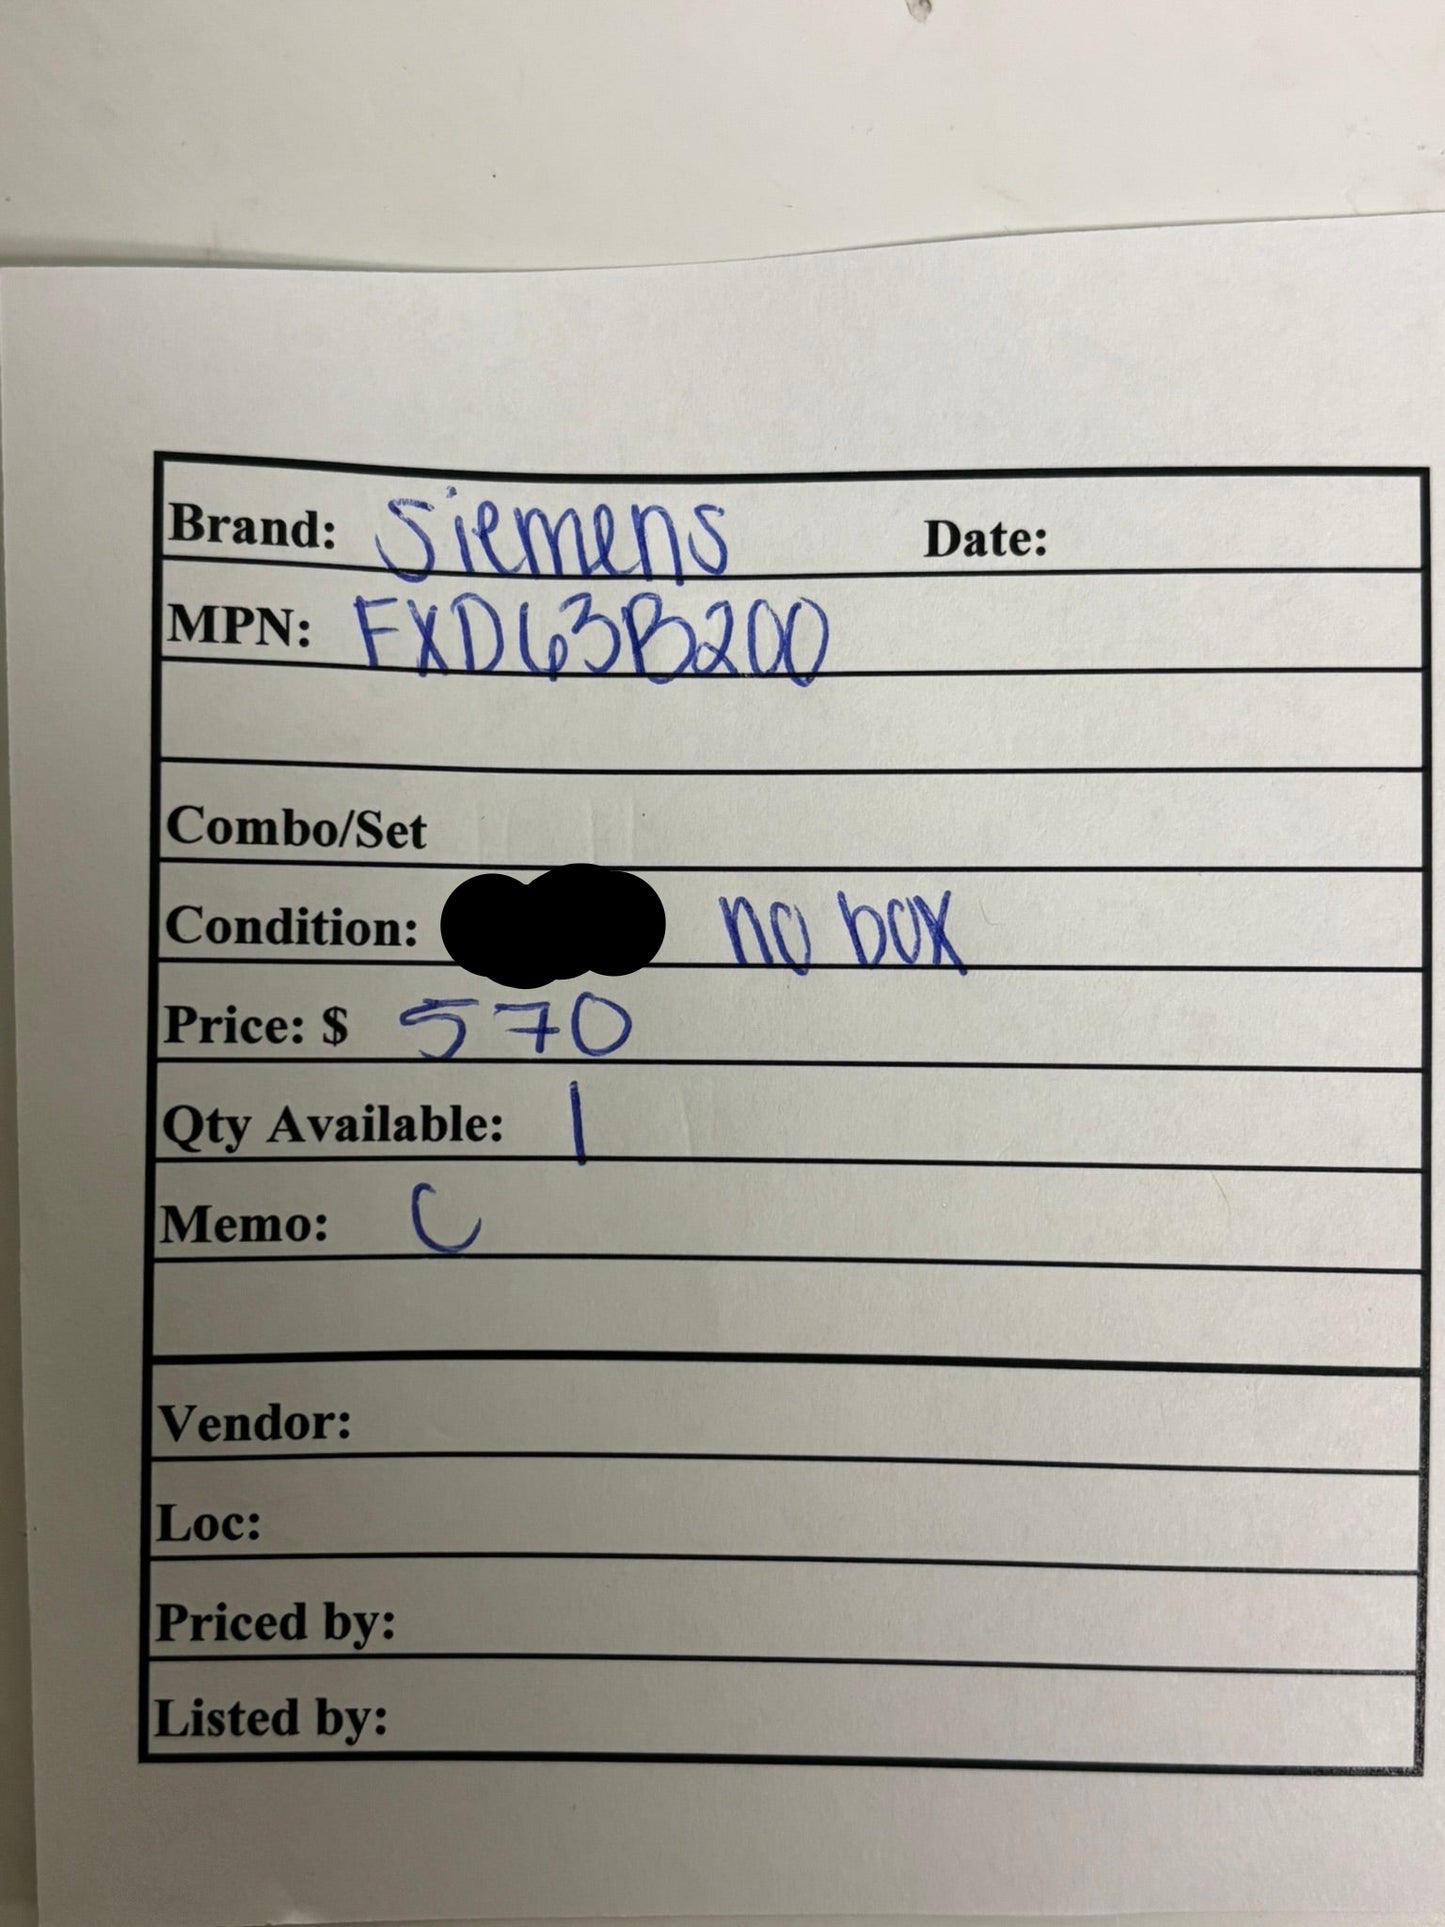 Brand: Siemens Date:
MPN: FXD63B200
Combo/Set
Condition: no box
Price: $ 570
Qty Available: 1
Memo: C
Vendor:
Loc:
Priced by:
Listed by: